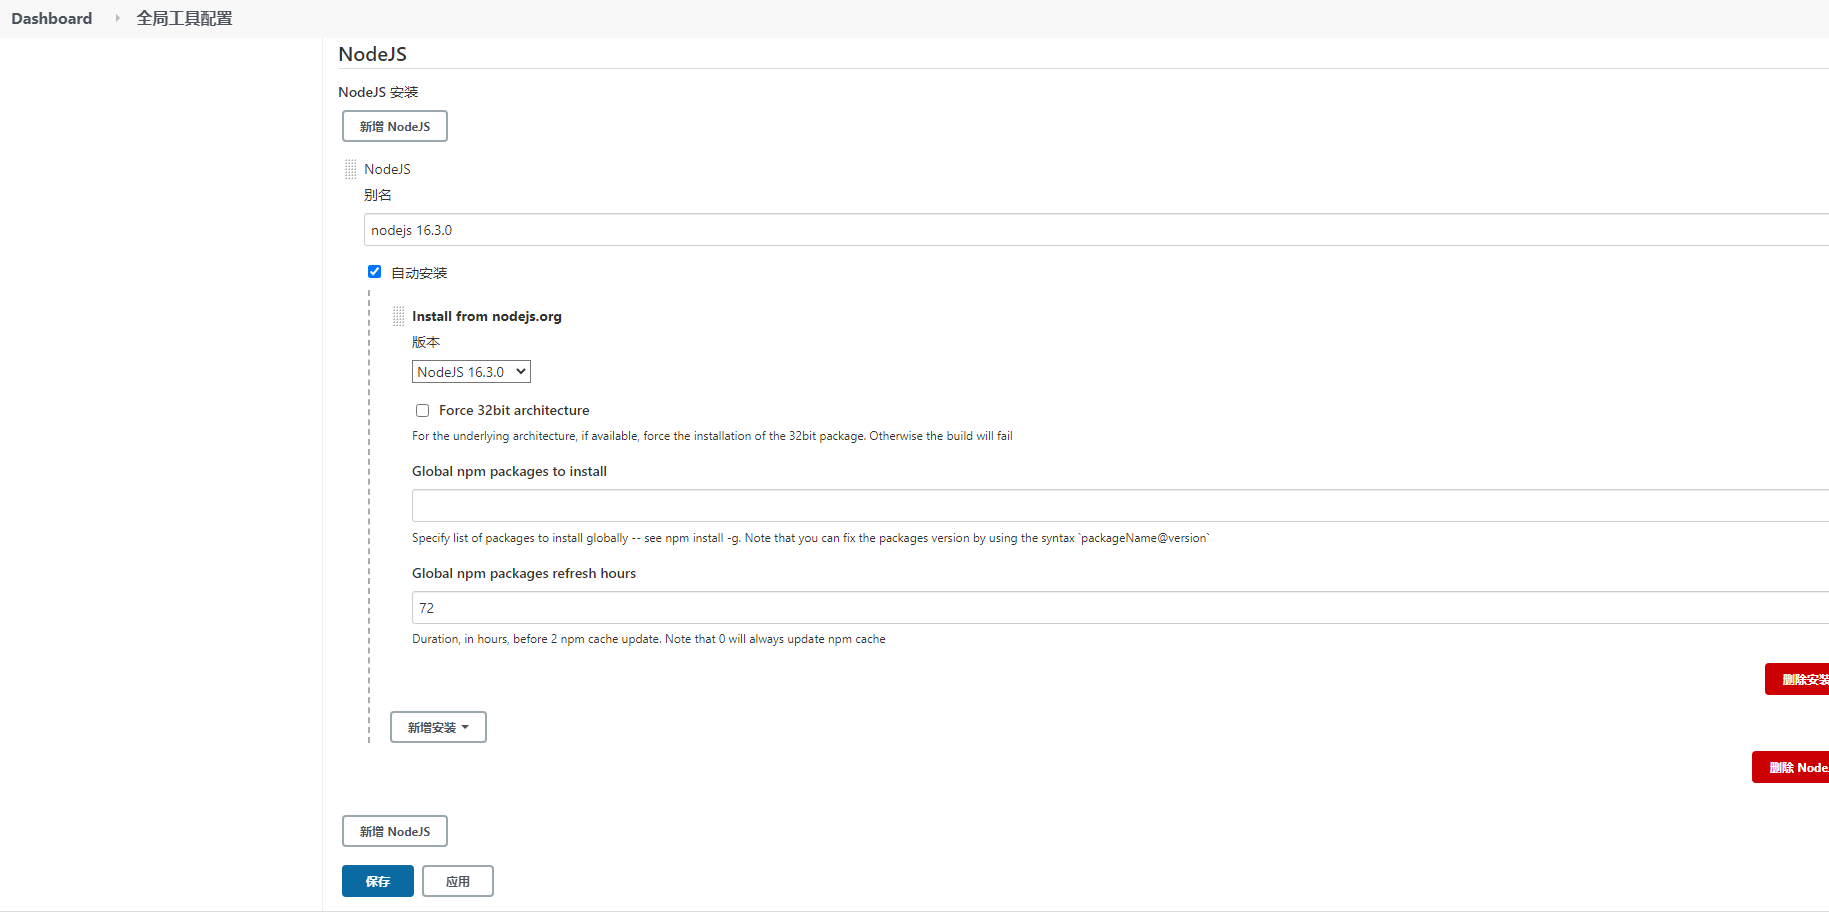 Dashboard 全局工具配置
NodeJS
NodeJS 安装
新增 NodeJS
NodeJS
别名
nodejs 16.3.0
自动安装
Install from nodejs.org
版本
NodeJS 16.3.0
Force 32bit architecture
For the underlying architecture, if available, force the installation of the 32bit package. Otherwise the build will fail
Global npm packages to install
Specify list of packages to install globally -- see npm install -g. Note that you can fix the packages version by using the syntax `packageName@version`
Global npm packages refresh hours
72
Duration, in hours, before 2 npm cache update. Note that 0 will always update npm cache
删除安装
新增安装
删除 Node
新增 NodeJS
保存 应用